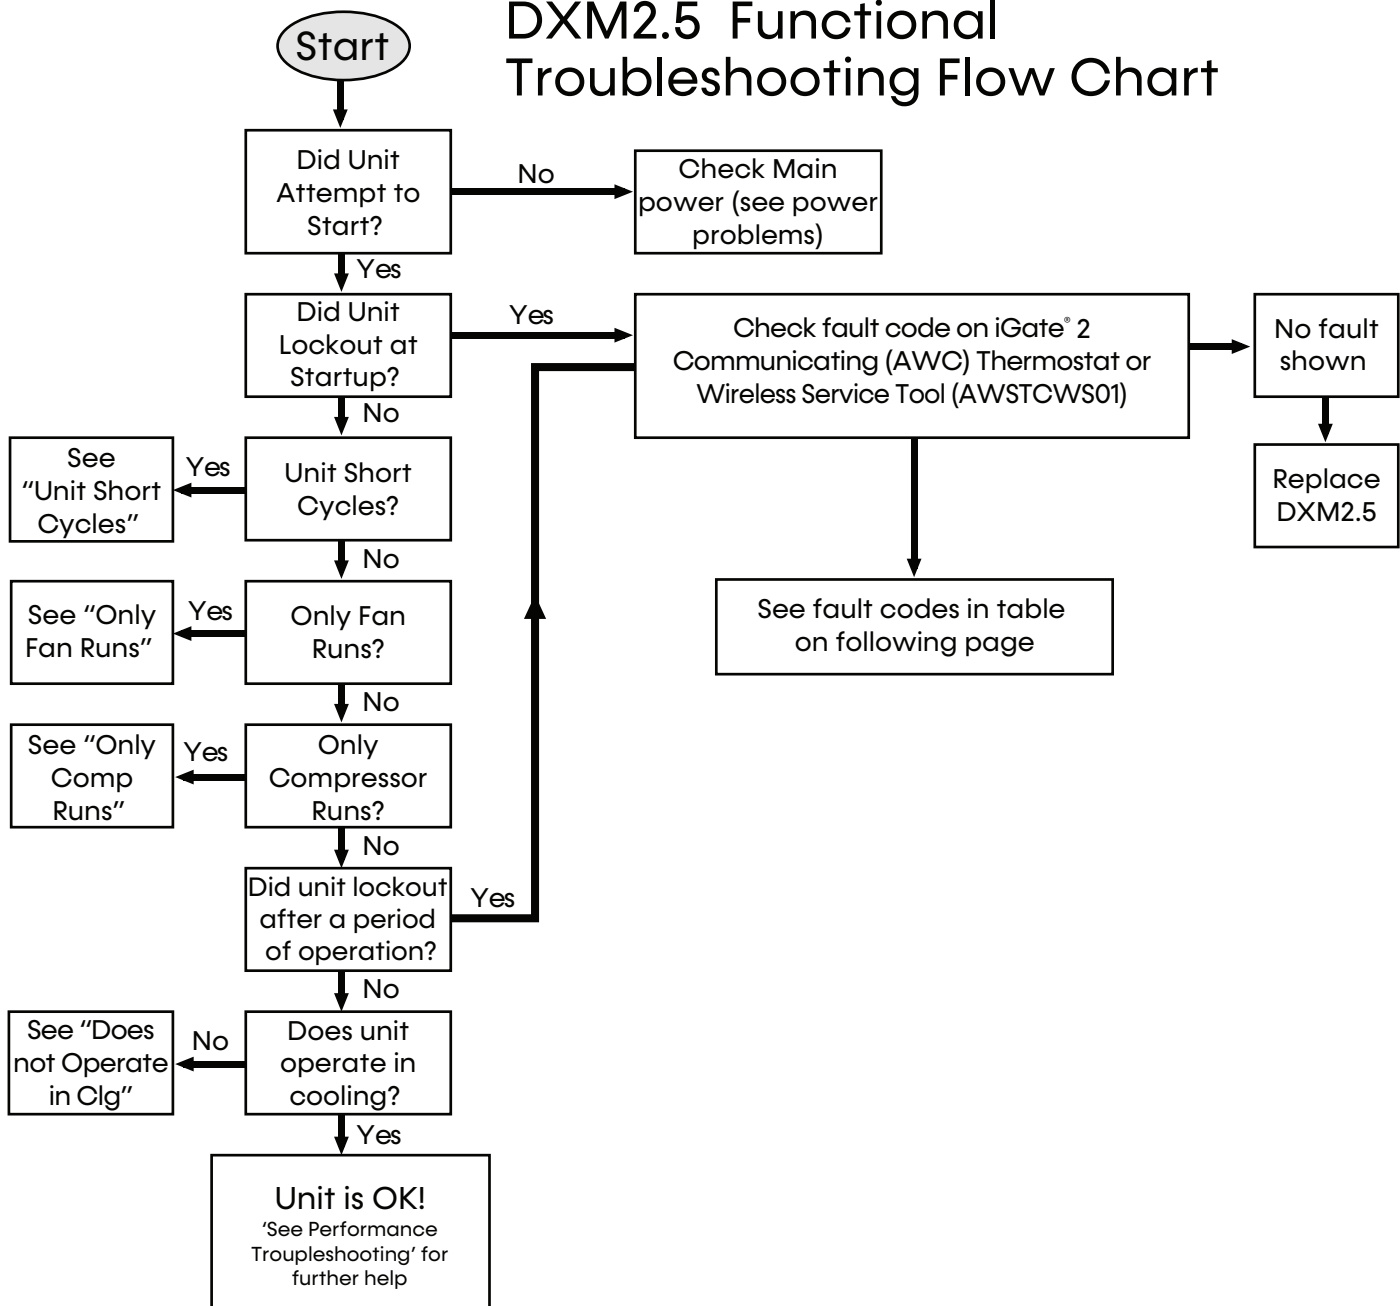 DXM2.5 Functional
Troubleshooting Flow Chart
Start
Did Unit
Attempt to
Start?
No
Check Main
power (see power
problems)
Yes
Did Unit
Lockout at
Startup?
Yes
Check fault code on iGate® 2
Communicating (AWC) Thermostat or
Wireless Service Tool (AWSTCWS01)
No fault
shown
Replace
DXM2.5
See fault codes in table
on following page
No
Unit Short
Cycles?
Yes
See
“Unit Short
Cycles”
No
Only Fan
Runs?
Yes
See “Only
Fan Runs”
No
Only
Compressor
Runs?
Yes
See “Only
Comp
Runs”
No
Did unit lockout
after a period
of operation?
Yes
No
Does unit
operate in
cooling?
No
See “Does
not Operate
in Clg”
Yes
Unit is OK!
‘See Performance
Troupleshooting’ for
further help